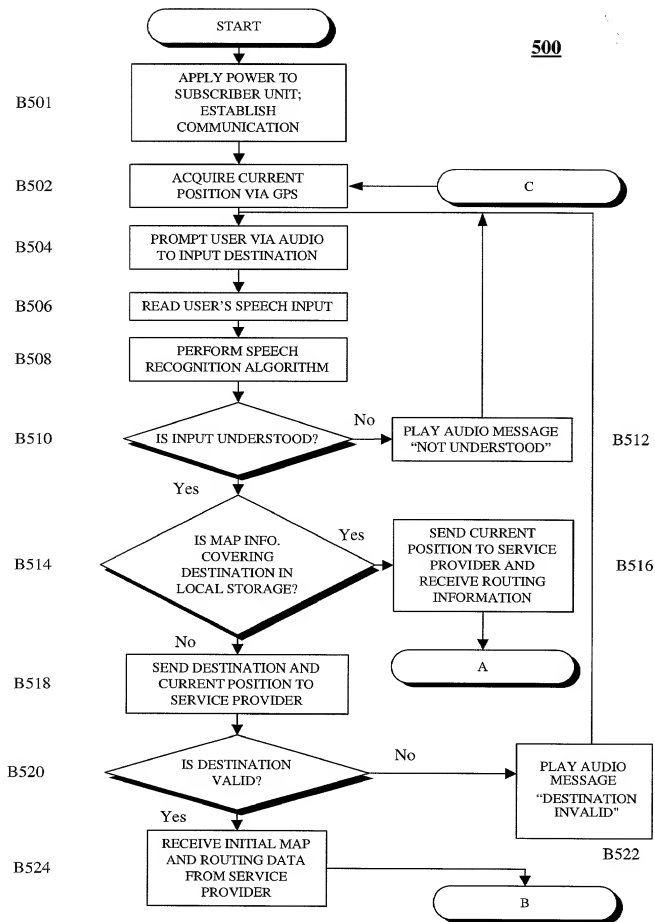 START
500
B501
APPLY POWER TO
SUBSCRIBER UNIT;
ESTABLISH
COMMUNICATION
B502
ACQUIRE CURRENT
POSITION VIA GPS
C
B504
PROMPT USER VIA AUDIO
TO INPUT DESTINATION
B506
READ USER'S SPEECH INPUT
B508
PERFORM SPEECH
RECOGNITION ALGORITHM
B510
IS INPUT UNDERSTOOD?
No
PLAY AUDIO MESSAGE
“NOT UNDERSTOOD”
B512
Yes
B514
IS MAP INFO.
COVERING
DESTINATION IN
LOCAL STORAGE?
Yes
SEND CURRENT
POSITION TO SERVICE
PROVIDER AND
RECEIVE ROUTING
INFORMATION
B516
A
No
B518
SEND DESTINATION AND
CURRENT POSITION TO
SERVICE PROVIDER
B520
IS DESTINATION
VALID?
No
PLAY AUDIO
MESSAGE
“DESTINATION
INVALID"
B522
Yes
B524
RECEIVE INITIAL MAP
AND ROUTING DATA
FROM SERVICE
PROVIDER
B